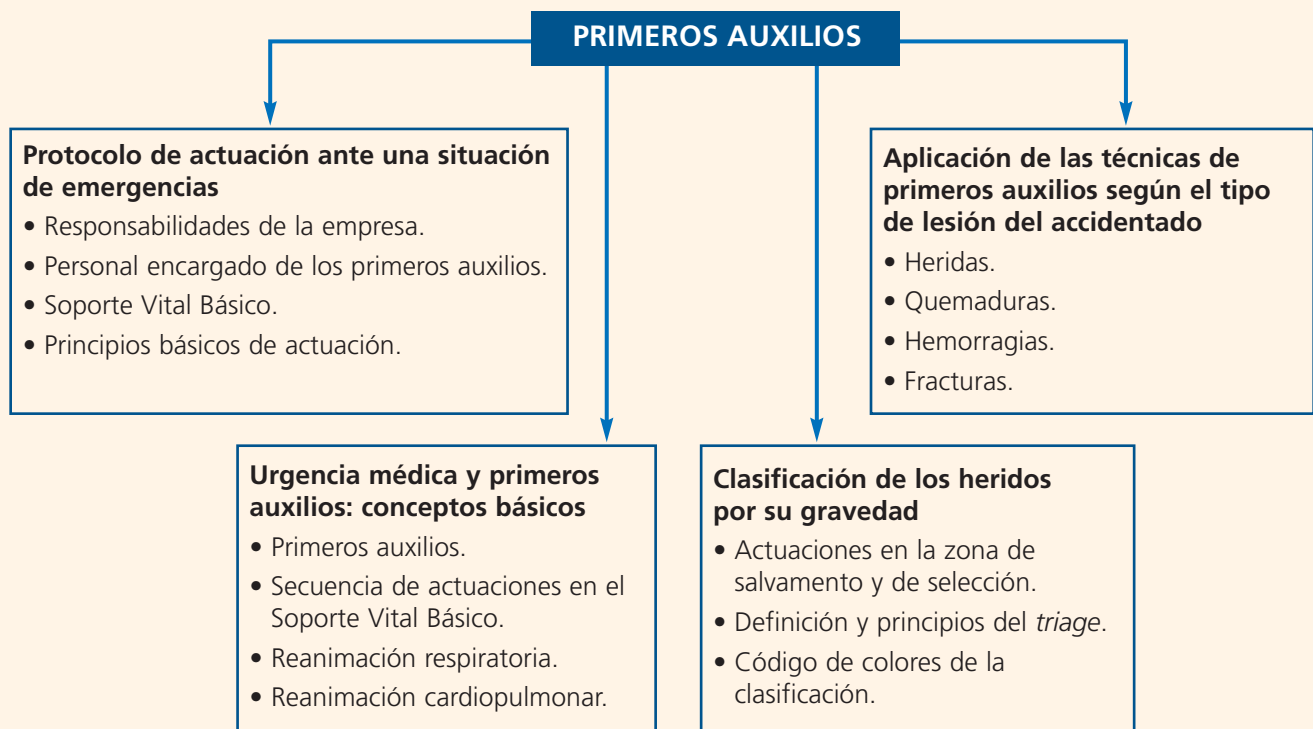 PRIMEROS AUXILIOS
Protocolo de actuación ante una situación
de emergencias
• Responsabilidades de la empresa.
• Personal encargado de los primeros auxilios.
• Soporte Vital Básico.
• Principios básicos de actuación.
Aplicación de las técnicas de
primeros auxilios según el tipo
de lesión del accidentado
• Heridas.
• Quemaduras.
• Hemorragias.
• Fracturas.
Urgencia médica y primeros
auxilios: conceptos básicos
• Primeros auxilios.
• Secuencia de actuaciones en el
Soporte Vital Básico.
• Reanimación respiratoria.
• Reanimación cardiopulmonar.
Clasificación de los heridos
por su gravedad
• Actuaciones en la zona de
salvamento y de selección.
• Definición y principios del triage.
• Código de colores de la
clasificación.